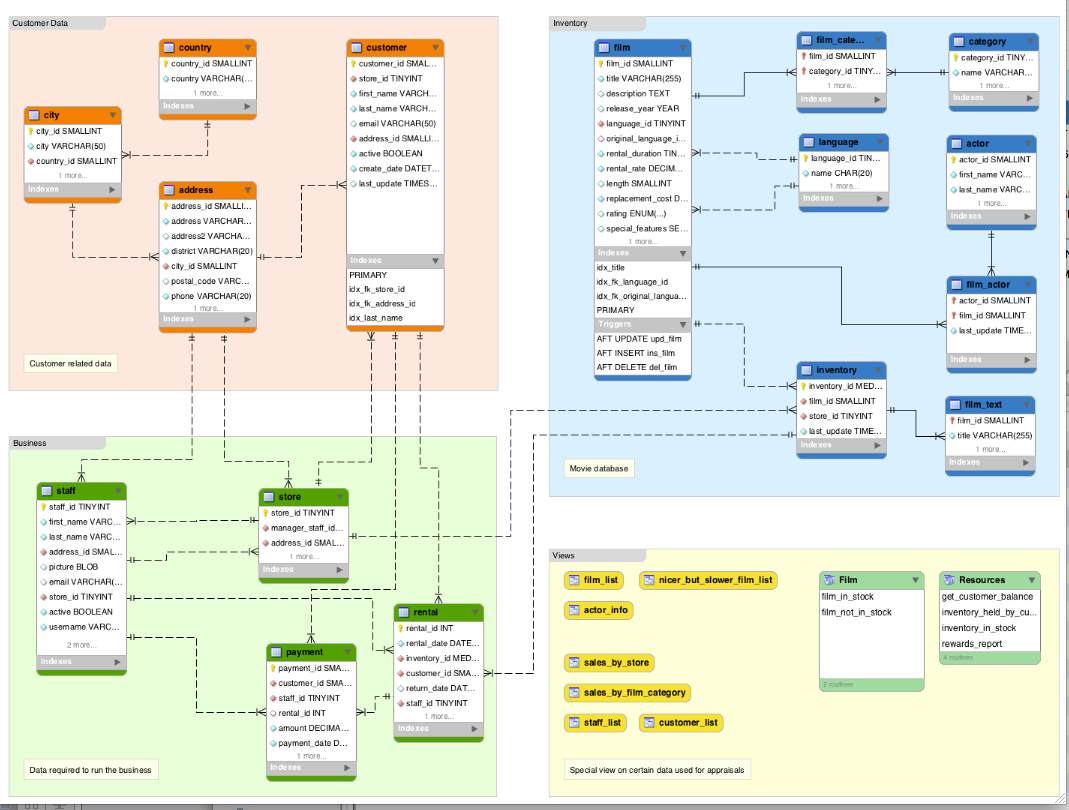 Customer Data
country
country_id SMALLINT
country VARCHAR(...
1 more...
Indexes
customer
customer_id SMAL...
store_id TINYINT
first_name VARCH...
last_name VARCH...
email VARCHAR(50)
address_id SMALLI...
active BOOLEAN
create_date DATET...
last_update TIMES...
Indexes
PRIMARY
idx_fk_store_id
idx_fk_address_id
idx_last_name
city
city_id SMALLINT
city VARCHAR(50)
country_id SMALLINT
1 more...
Indexes
address
address_id SMALLI...
address VARCHAR...
address2 VARCHA...
district VARCHAR(20)
city_id SMALLINT
postal_code VARC...
phone VARCHAR(20)
1 more...
Indexes
Customer related data
Inventory
film
film_id SMALLINT
title VARCHAR(255)
description TEXT
release_year YEAR
language_id TINYINT
original_language_i...
rental_duration TIN...
rental_rate DECIM...
length SMALLINT
replacement_cost D...
rating ENUM(...)
special_features SE...
1 more...
Indexes
idx_title
idx_fk_language_id
idx_fk_original_langua...
PRIMARY
Triggers
AFT UPDATE upd_film
AFT INSERT ins_film
AFT DELETE del_film
film_cate...
film_id SMALLINT
category_id TINY...
1 more...
Indexes
category
category_id TINY...
name VARCHAR...
1 more...
Indexes
language
language_id TIN...
name CHAR(20)
1 more...
Indexes
actor
actor_id SMALLINT
first_name VARC...
last_name VARC...
1 more...
Indexes
film_actor
actor_id SMALLINT
film_id SMALLINT
last_update TIME...
Indexes
inventory
inventory_id MED...
film_id SMALLINT
store_id TINYINT
last_update TIME...
Indexes
film_text
film_id SMALLINT
title VARCHAR(255)
1 more...
Indexes
Movie database
Business
staff
staff_id TINYINT
first_name VARC...
last_name VARC...
address_id SMAL...
picture BLOB
email VARCHAR(...
store_id TINYINT
active BOOLEAN
username VARC...
2 more...
Indexes
store
store_id TINYINT
manager_staff_id...
address_id SMAL...
1 more...
Indexes
payment
payment_id SMA...
customer_id SMA...
staff_id TINYINT
rental_id INT
amount DECIMA...
payment_date D...
1 more...
Indexes
rental
rental_id INT
rental_date DATE...
inventory_id MED...
customer_id SMA...
return_date DAT...
staff_id TINYINT
1 more...
Indexes
Data required to run the business
Views
film_list
nicer_but_slower_film_list
actor_info
sales_by_store
sales_by_film_category
staff_list
customer_list
Film
film_in_stock
film_not_in_stock
2 routines
Resources
get_customer_balance
inventory_held_by_cu...
inventory_in_stock
rewards_report
4 routines
Special view on certain data used for appraisals